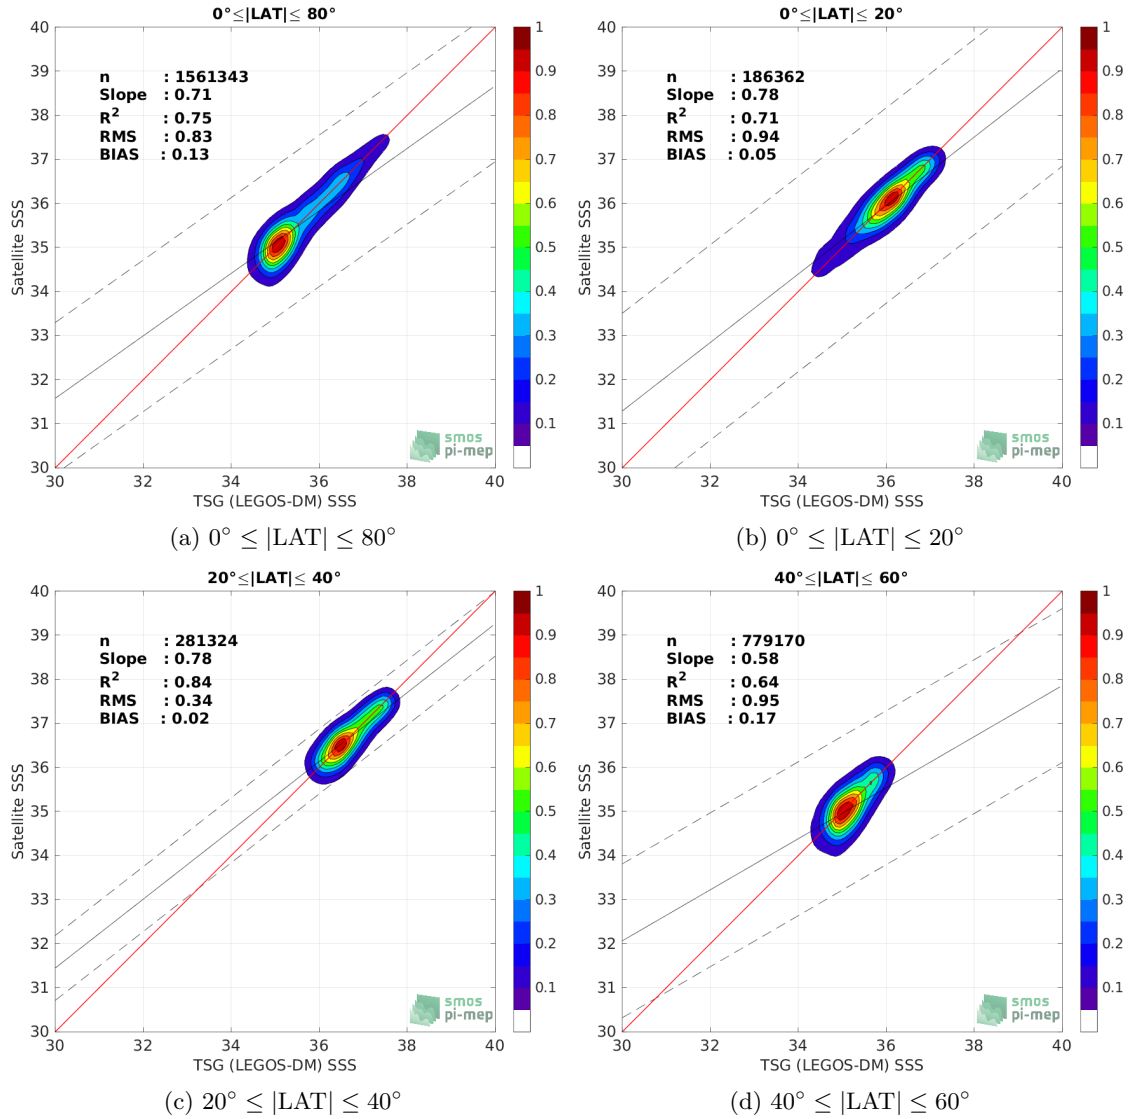 0°≤|LAT|≤ 80°
n : 1561343
Slope : 0.71
R² : 0.75
RMS : 0.83
BIAS : 0.13
40
39
38
37
36
35
34
33
32
31
30
30 32 34 36 38 40
Satellite SSS
TSG (LEGOS-DM) SSS
1
0.9
0.8
0.7
0.6
0.5
0.4
0.3
0.2
0.1
smos
pi-mep
(a) 0° ≤ |LAT| ≤ 80°
0°≤|LAT|≤ 20°
n : 186362
Slope : 0.78
R² : 0.71
RMS : 0.94
BIAS : 0.05
40
39
38
37
36
35
34
33
32
31
30
30 32 34 36 38 40
Satellite SSS
TSG (LEGOS-DM) SSS
1
0.9
0.8
0.7
0.6
0.5
0.4
0.3
0.2
0.1
smos
pi-mep
(b) 0° ≤ |LAT| ≤ 20°
20°≤|LAT|≤ 40°
n : 281324
Slope : 0.78
R² : 0.84
RMS : 0.34
BIAS : 0.02
40
39
38
37
36
35
34
33
32
31
30
30 32 34 36 38 40
Satellite SSS
TSG (LEGOS-DM) SSS
1
0.9
0.8
0.7
0.6
0.5
0.4
0.3
0.2
0.1
smos
pi-mep
(c) 20° ≤ |LAT| ≤ 40°
40°≤|LAT|≤ 60°
n : 779170
Slope : 0.58
R² : 0.64
RMS : 0.95
BIAS : 0.17
40
39
38
37
36
35
34
33
32
31
30
30 32 34 36 38 40
Satellite SSS
TSG (LEGOS-DM) SSS
1
0.9
0.8
0.7
0.6
0.5
0.4
0.3
0.2
0.1
smos
pi-mep
(d) 40° ≤ |LAT| ≤ 60°